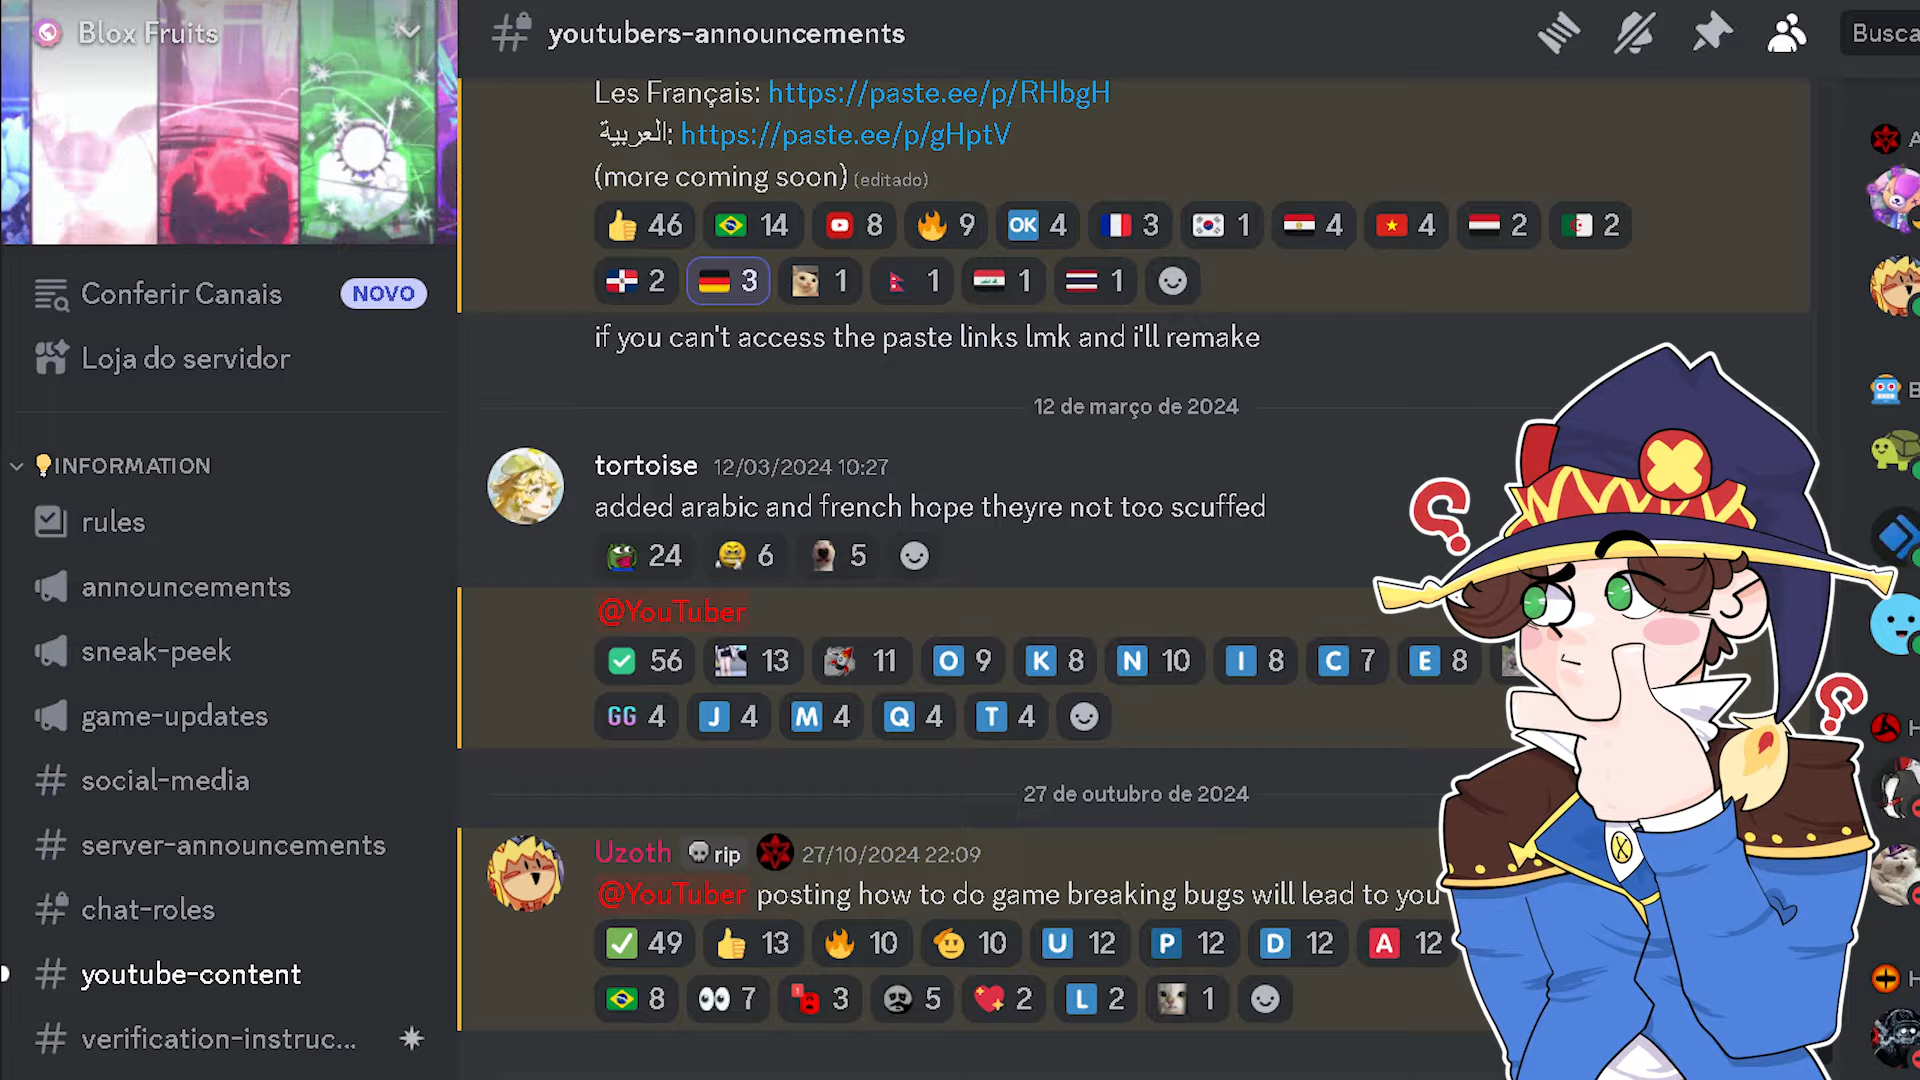 Blox Fruits
youtubers-announcements
Busca
Conferir Canais
NOVO
Loja do servidor
INFORMATION
rules
announcements
sneak-peek
game-updates
social-media
server-announcements
chat-roles
youtube-content
verification-instruc...
Les Français: https://paste.ee/p/RHbgH
العربية: https://paste.ee/p/gHptV
(more coming soon) (editado)
46 14 8 9 OK 4 3 1 4 4 2 2
2 3 1 1 1 1
if you can't access the paste links lmk and i'll remake
12 de março de 2024
tortoise 12/03/2024 10:27
added arabic and french hope theyre not too scuffed
24 6 5
@YouTuber
56 13 11 O 9 K 8 N 10 I 8 C 7 E 8
GG 4 J 4 M 4 Q 4 T 4
27 de outubro de 2024
Uzoth rip 27/10/2024 22:09
@YouTuber posting how to do game breaking bugs will lead to you
49 13 10 10 U 12 P 12 D 12 A 12
8 7 3 5 2 L 2 1
? ?
A
H
H